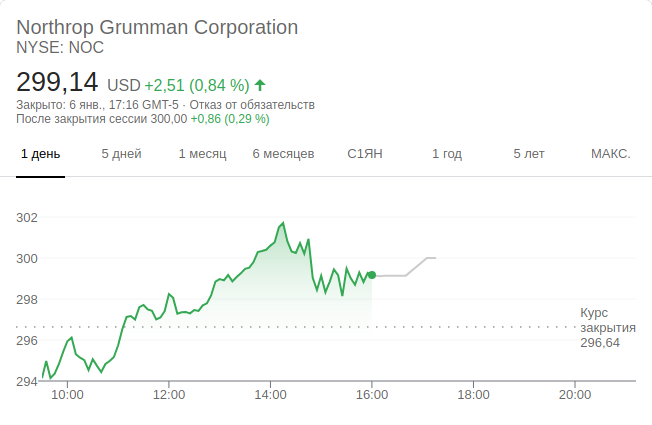 Northrop Grumman Corporation
NYSE: NOC
299,14 USD +2,51 (0,84 %)
Закрыто: 6 янв., 17:16 GMT-5 · Отказ от обязательств
После закрытия сессии 300,00 +0,86 (0,29 %)
1 день 5 дней 1 месяц 6 месяцев С1ЯН 1 год 5 лет МАКС.
302
300
298
Курс
закрытия
296,64
296
294
10:00 12:00 14:00 16:00 18:00 20:00